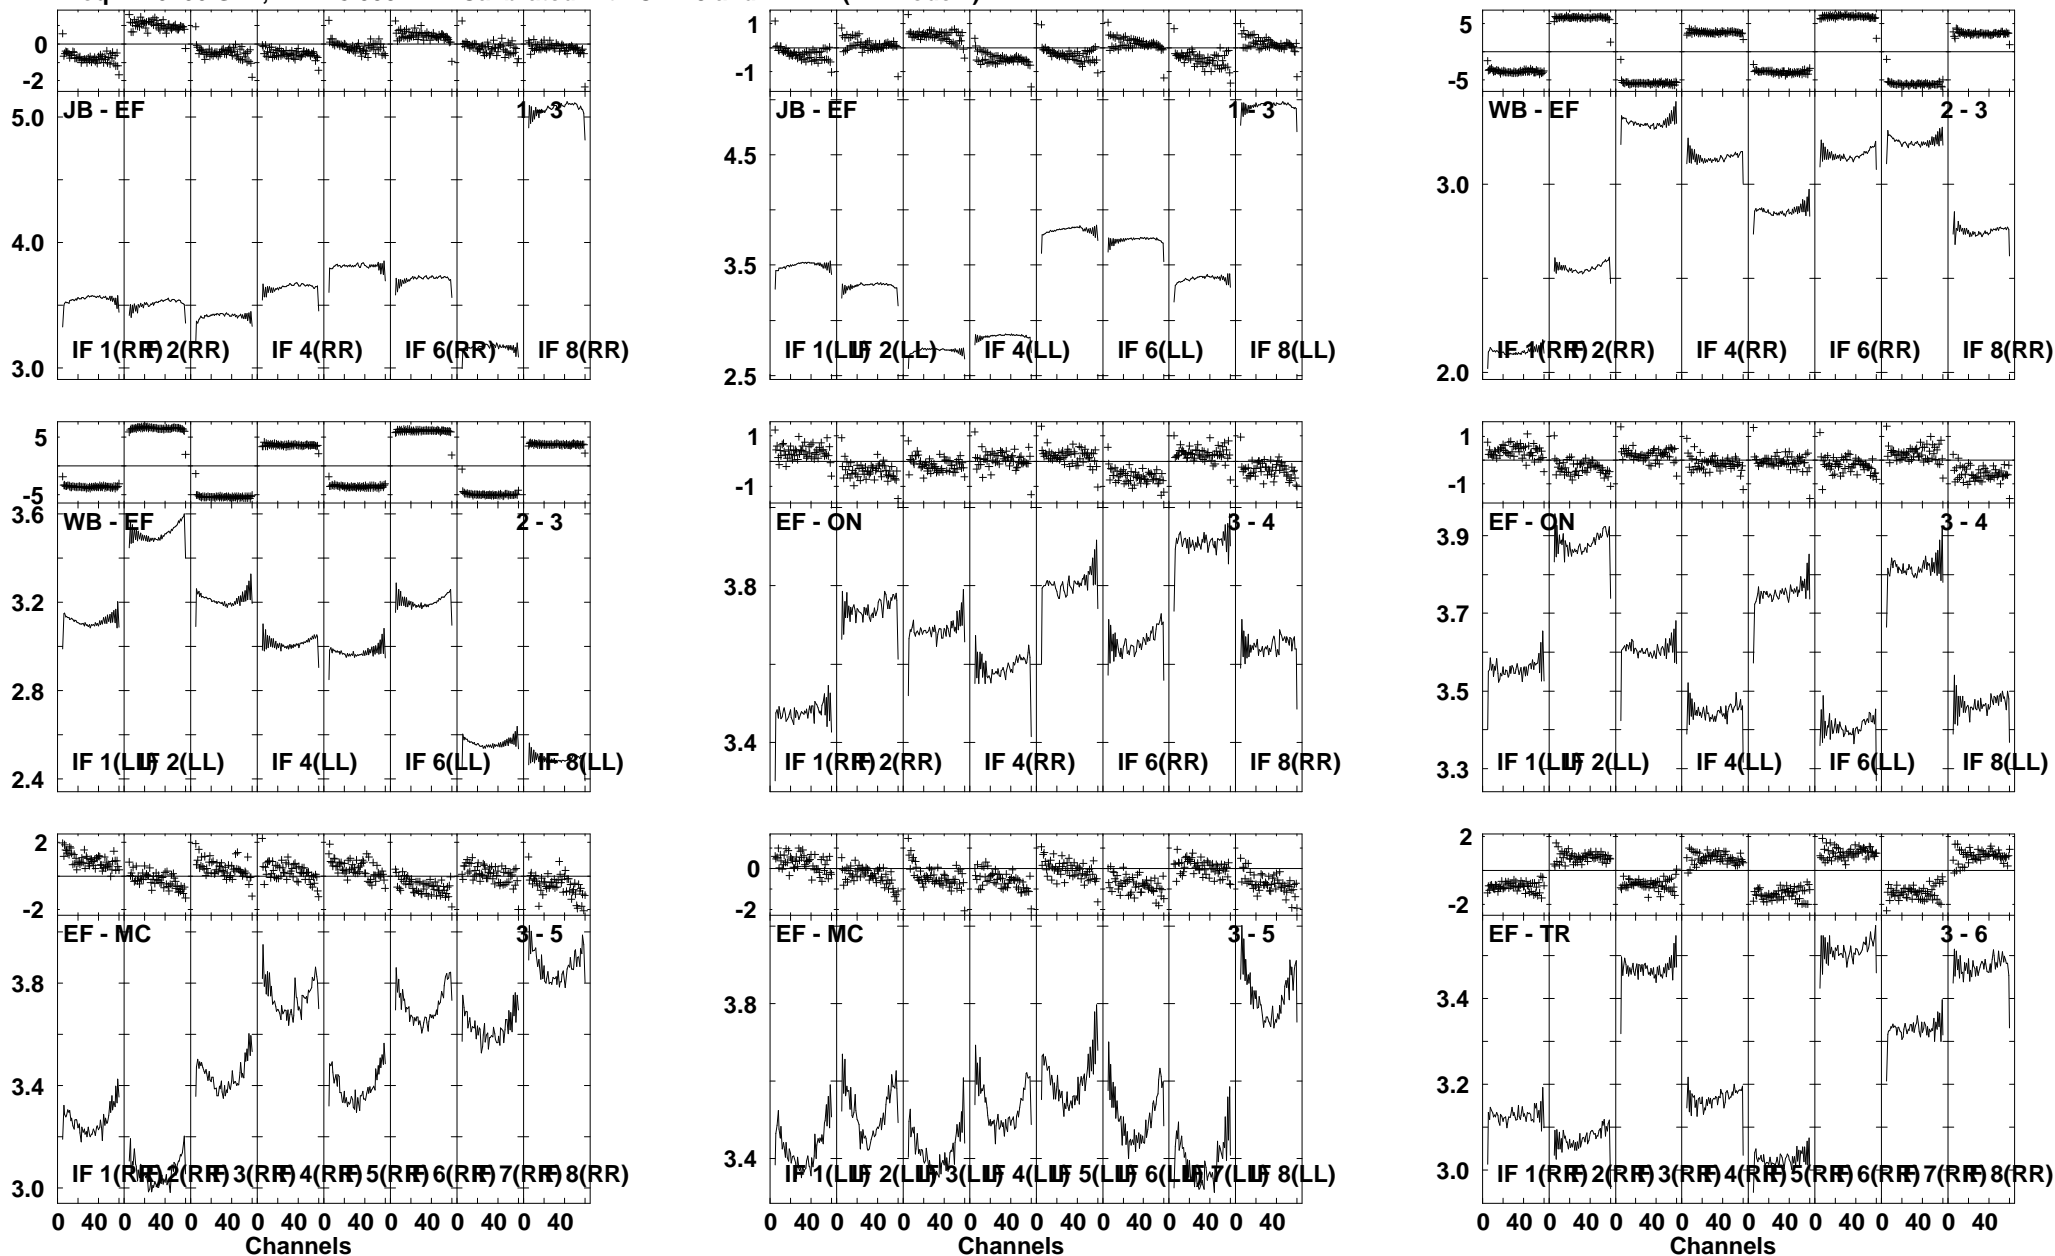 1
0
-2
-1
5
-5
JB - EF
1 - 3
5.0
4.0
3.0
IF 1(RR) IF 2(RR) IF 4(RR) IF 6(RR) IF 8(RR)
JB - EF
1 - 3
4.5
3.5
2.5
IF 1(LL) IF 2(LL) IF 4(LL) IF 6(LL) IF 8(LL)
WB - EF
2 - 3
3.0
2.0
IF 1(RR) IF 2(RR) IF 4(RR) IF 6(RR) IF 8(RR)
5
-5
WB - EF
2 - 3
3.6
3.2
2.8
2.4
IF 1(LL) IF 2(LL) IF 4(LL) IF 6(LL) IF 8(LL)
1
-1
EF - ON
3 - 4
3.8
3.4
IF 1(RR) IF 2(RR) IF 4(RR) IF 6(RR) IF 8(RR)
1
-1
EF - ON
3 - 4
3.9
3.7
3.5
3.3
IF 1(LL) IF 2(LL) IF 4(LL) IF 6(LL) IF 8(LL)
2
0
-2
EF - MC
3 - 5
3.8
3.4
3.0
IF 1(RR) IF 2(RR) IF 3(RR) IF 4(RR) IF 5(RR) IF 6(RR) IF 7(RR) IF 8(RR)
0 40 0 40 0 40 0 40 0 40 0 40 0 40 0 40
Channels
0
-2
EF - MC
3 - 5
3.8
3.4
IF 1(LL) IF 2(LL) IF 3(LL) IF 4(LL) IF 5(LL) IF 6(LL) IF 7(LL) IF 8(LL)
0 40 0 40 0 40 0 40 0 40 0 40 0 40 0 40
Channels
2
-2
EF - TR
3 - 6
3.4
3.2
3.0
IF 1(RR) IF 2(RR) IF 3(RR) IF 4(RR) IF 5(RR) IF 6(RR) IF 7(RR) IF 8(RR)
0 40 0 40 0 40 0 40 0 40 0 40 0 40 0 40
Channels